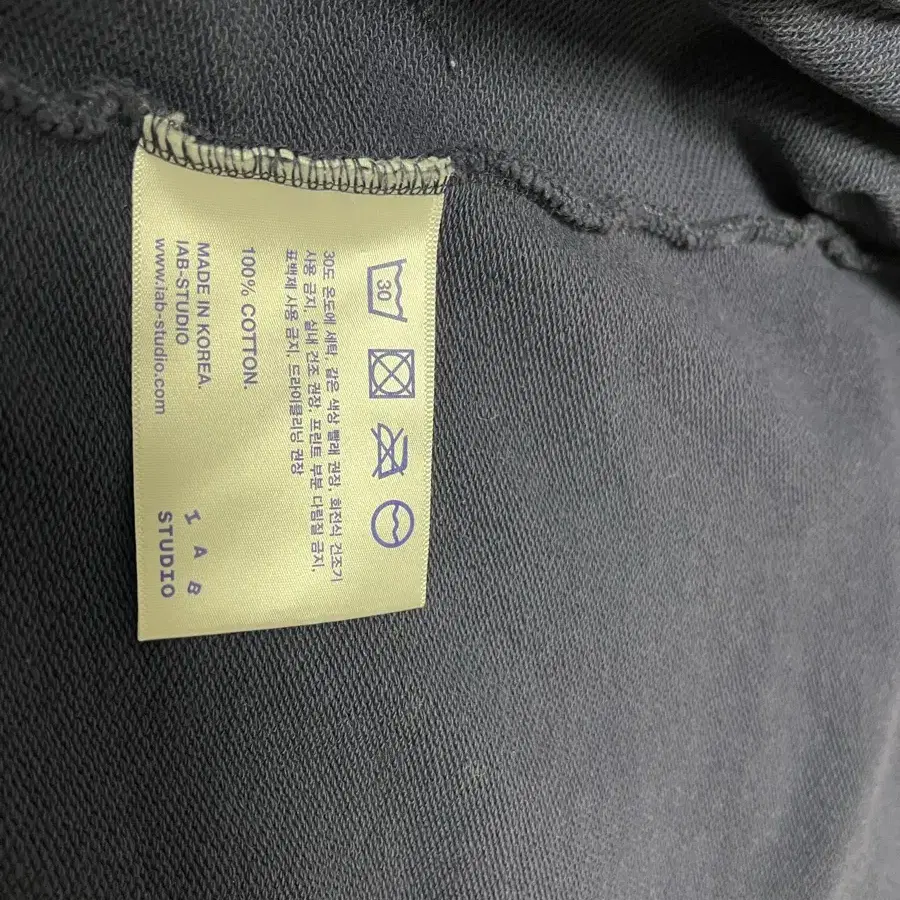 30
30도 온도에 세탁, 같은 색상 빨래 권장, 회전식 건조기
사용 금지, 실내 건조 권장, 프린트 부분 다림질 금지,
표백제 사용 금지, 드라이클리닝 권장
100% COTTON.
MADE IN KOREA.
IAB-STUDIO
www.iab-studio.com
I A B
STUDIO